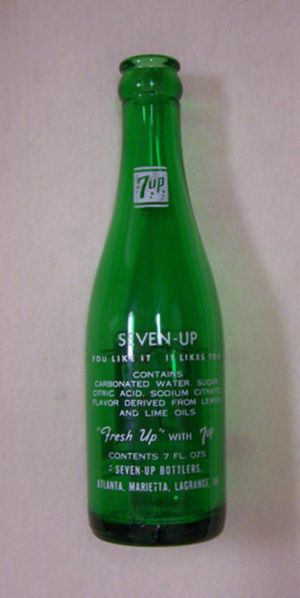 7up
SEVEN-UP
YOU LIKE IT IT LIKES YOU
CONTAINS
CARBONATED WATER, SUGAR,
CITRIC ACID, SODIUM CITRATE,
FLAVOR DERIVED FROM LEMON
AND LIME OILS
"Fresh Up" WITH 7up
CONTENTS 7 FL. OZS.
SEVEN-UP BOTTLERS,
ATLANTA, MARIETTA, LAGRANGE, GA.